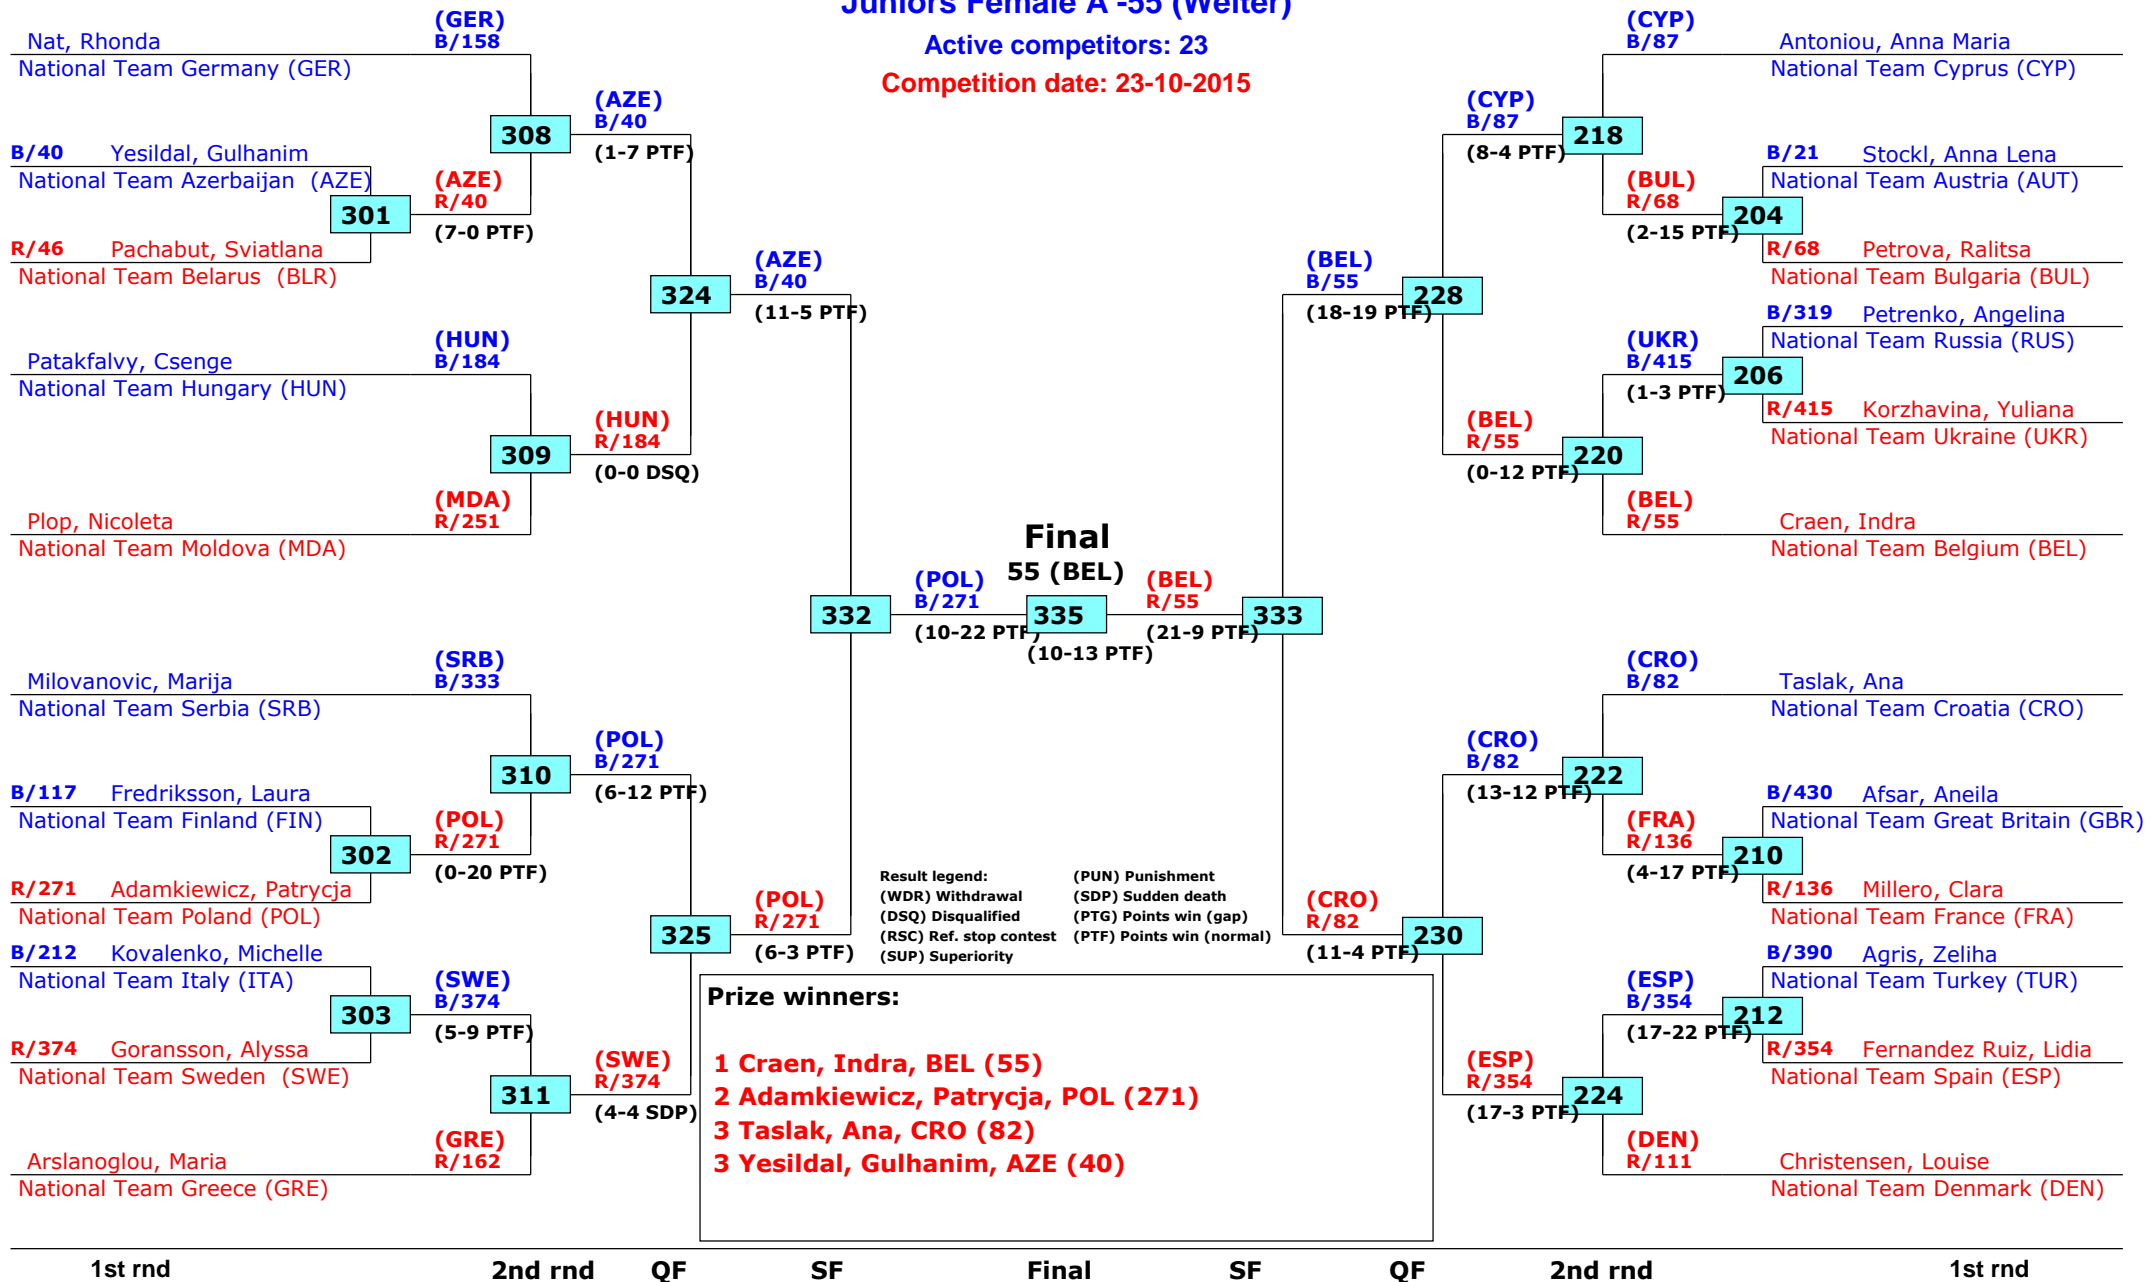 Juniors Female A -55 (Welter)
Active competitors: 23
Competition date: 23-10-2015
Nat, Rhonda
National Team Germany (GER)
(GER)
B/158
B/40 Yesildal, Gulhanim
National Team Azerbaijan (AZE)
301
R/46 Pachabut, Sviatlana
National Team Belarus (BLR)
(AZE)
R/40
(7-0 PTF)
308
(AZE)
B/40
(1-7 PTF)
Patakfalvy, Csenge
National Team Hungary (HUN)
(HUN)
B/184
309
(HUN)
R/184
(0-0 DSQ)
Plop, Nicoleta
National Team Moldova (MDA)
(MDA)
R/251
324
(AZE)
B/40
(11-5 PTF)
Milovanovic, Marija
National Team Serbia (SRB)
(SRB)
B/333
310
(POL)
B/271
(6-12 PTF)
B/117 Fredriksson, Laura
National Team Finland (FIN)
302
R/271 Adamkiewicz, Patrycja
National Team Poland (POL)
(POL)
R/271
(0-20 PTF)
B/212 Kovalenko, Michelle
National Team Italy (ITA)
303
R/374 Goransson, Alyssa
National Team Sweden (SWE)
(SWE)
B/374
(5-9 PTF)
311
(SWE)
R/374
(4-4 SDP)
Arslanoglou, Maria
National Team Greece (GRE)
(GRE)
R/162
325
(POL)
R/271
(6-3 PTF)
332
(POL)
B/271
(10-22 PTF)
Final
55 (BEL)
335
(10-13 PTF)
(BEL)
R/55
(21-9 PTF)
333
(BEL)
B/55
(18-19 PTF)
228
(CYP)
B/87
(8-4 PTF)
218
(CYP)
B/87
Antoniou, Anna Maria
National Team Cyprus (CYP)
B/21 Stockl, Anna Lena
National Team Austria (AUT)
(BUL)
R/68
(2-15 PTF)
204
R/68 Petrova, Ralitsa
National Team Bulgaria (BUL)
B/319 Petrenko, Angelina
National Team Russia (RUS)
(UKR)
B/415
(1-3 PTF)
206
R/415 Korzhavina, Yuliana
National Team Ukraine (UKR)
(BEL)
R/55
(0-12 PTF)
220
(BEL)
R/55
Craen, Indra
National Team Belgium (BEL)
(CRO)
B/82
Taslak, Ana
National Team Croatia (CRO)
(CRO)
B/82
(13-12 PTF)
222
B/430 Afsar, Aneila
National Team Great Britain (GBR)
(FRA)
R/136
(4-17 PTF)
210
R/136 Millero, Clara
National Team France (FRA)
(CRO)
R/82
(11-4 PTF)
230
B/390 Agris, Zeliha
National Team Turkey (TUR)
(ESP)
B/354
(17-22 PTF)
212
R/354 Fernandez Ruiz, Lidia
National Team Spain (ESP)
(ESP)
R/354
(17-3 PTF)
224
(DEN)
R/111
Christensen, Louise
National Team Denmark (DEN)
Result legend:
(WDR) Withdrawal
(DSQ) Disqualified
(RSC) Ref. stop contest
(SUP) Superiority
(PUN) Punishment
(SDP) Sudden death
(PTG) Points win (gap)
(PTF) Points win (normal)
Prize winners:
1 Craen, Indra, BEL (55)
2 Adamkiewicz, Patrycja, POL (271)
3 Taslak, Ana, CRO (82)
3 Yesildal, Gulhanim, AZE (40)
1st rnd 2nd rnd QF SF Final SF QF 2nd rnd 1st rnd